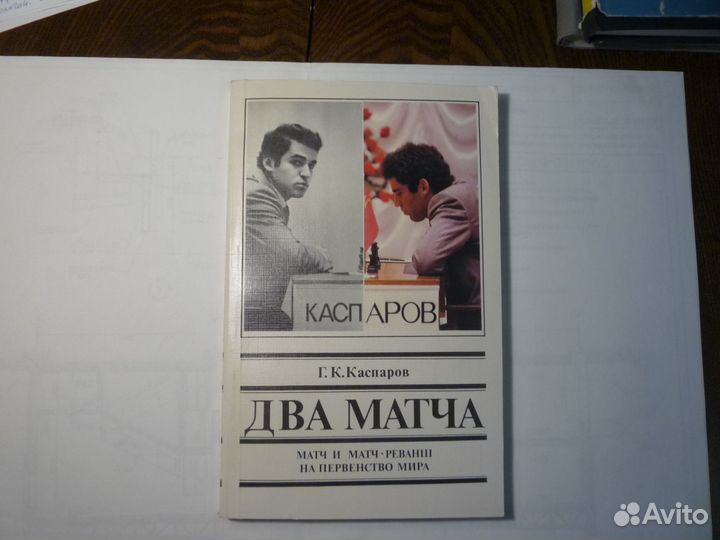 КАСПАРОВ
Г. К. Каспаров
ДВА МАТЧА
МАТЧ И МАТЧ-РЕВАНШ
НА ПЕРВЕНСТВО МИРА
Avito